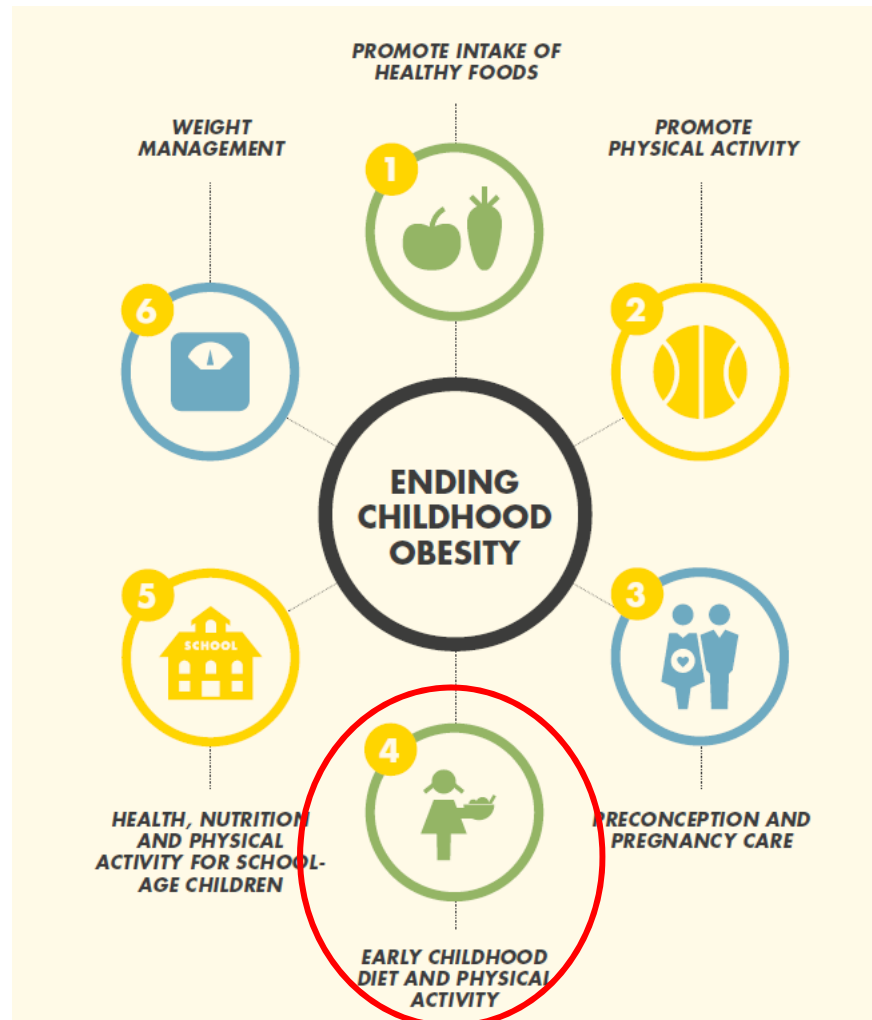 PROMOTE INTAKE OF
HEALTHY FOODS
WEIGHT
MANAGEMENT
PROMOTE
PHYSICAL ACTIVITY
1
6
2
ENDING
CHILDHOOD
OBESITY
5
SCHOOL
3
4
HEALTH, NUTRITION
AND PHYSICAL
ACTIVITY FOR SCHOOL-
AGE CHILDREN
PRECONCEPTION AND
PREGNANCY CARE
EARLY CHILDHOOD
DIET AND PHYSICAL
ACTIVITY